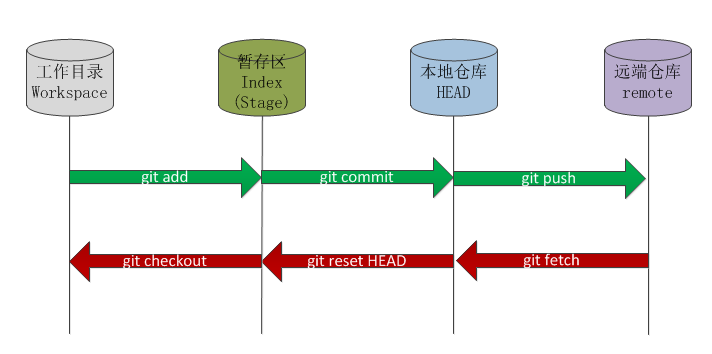 工作目录
Workspace
暂存区
Index
(Stage)
本地仓库
HEAD
远端仓库
remote
git add
git commit
git push
git checkout
git reset HEAD
git fetch